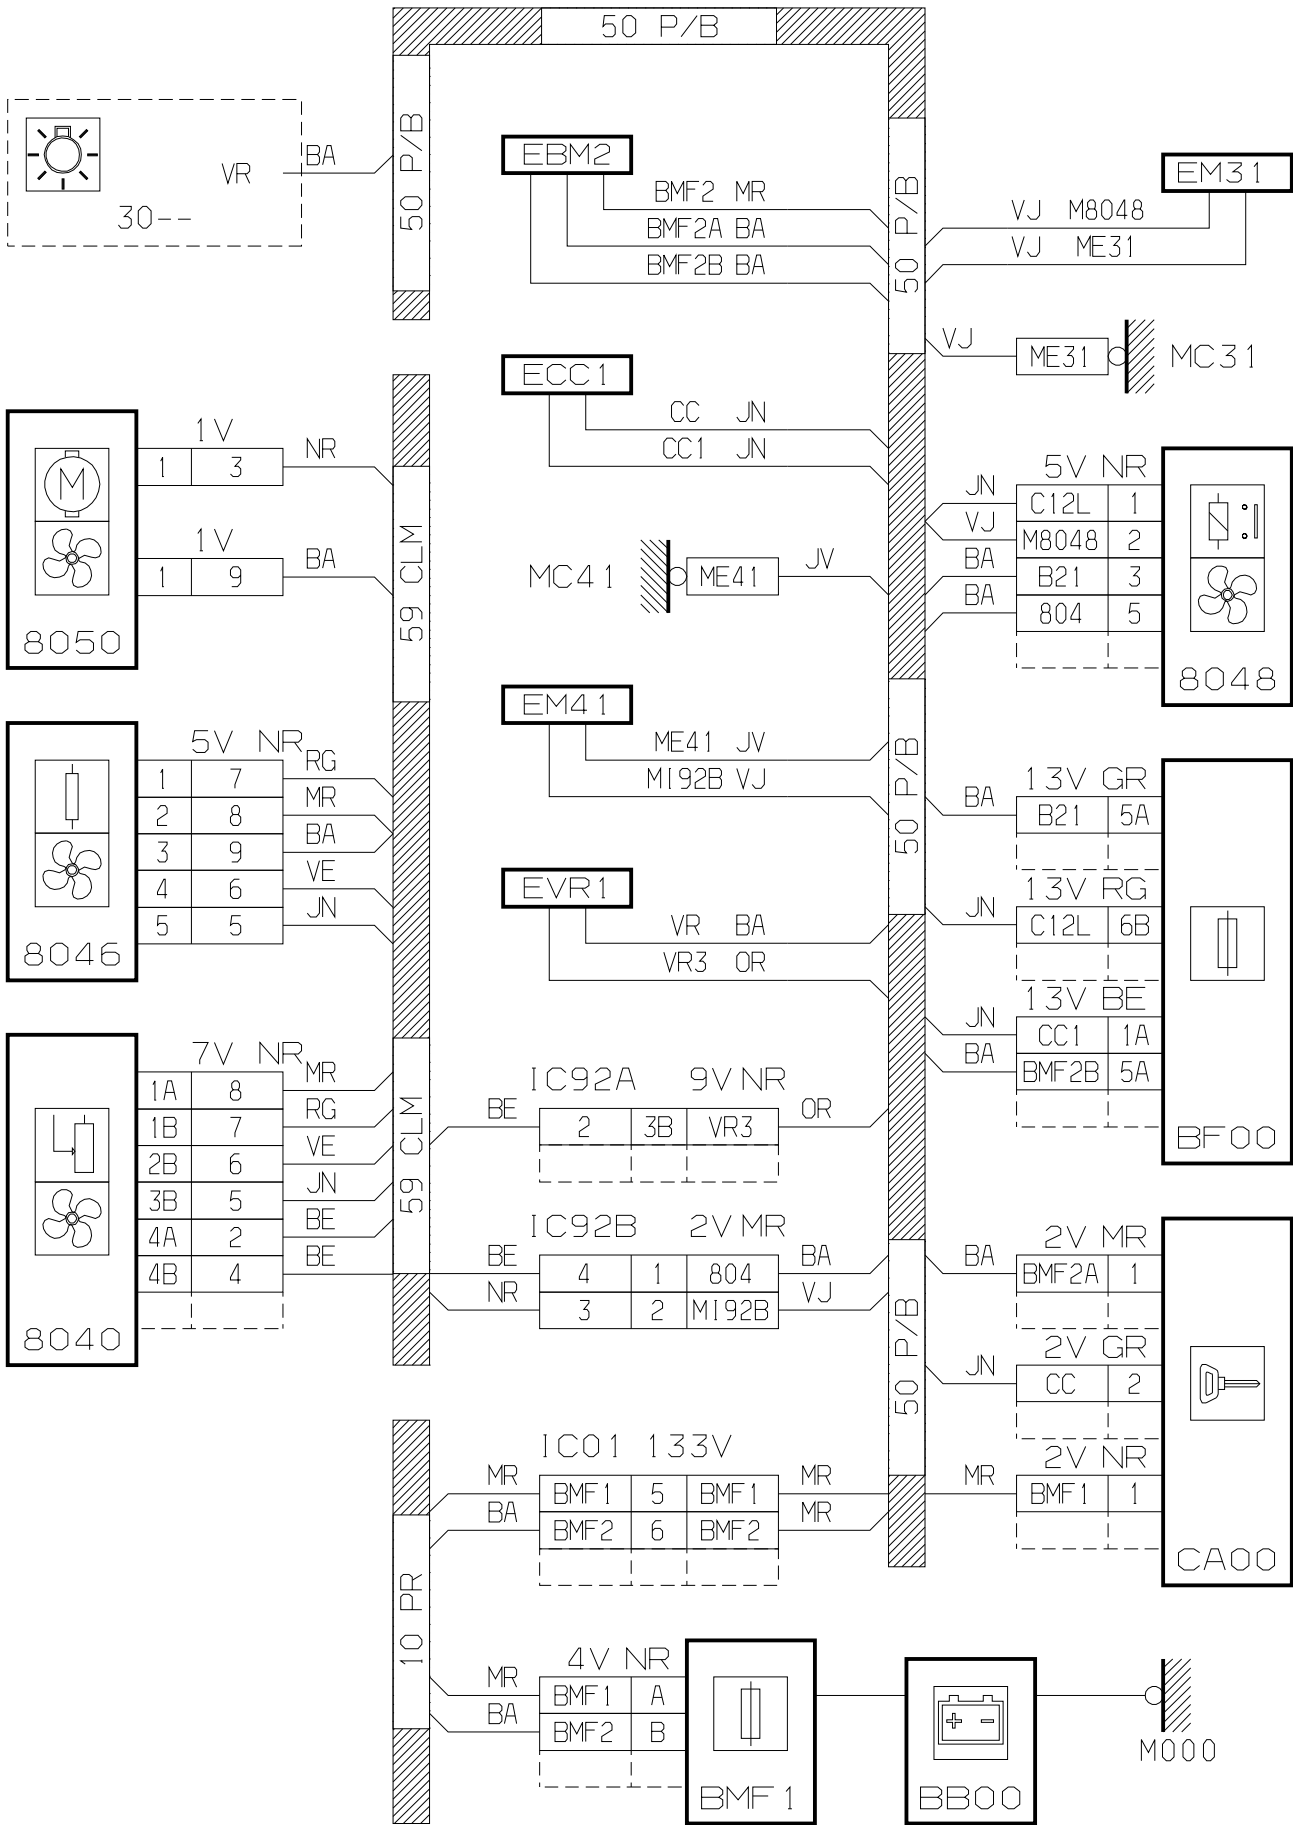 50 P/B
50 P/B
VR
BA
30--
EBM2
BMF2 MR
BMF2A BA
BMF2B BA
50 P/B
EM31
VJ M8048
VJ ME31
VJ
ME31
MC31
ECC1
CC JN
CC1 JN
8050
1V
1 3
NR
1V
1 9
BA
59 CLM
MC41
ME41
JV
5V NR
JN
C12L 1
VJ
M8048 2
BA
B21 3
BA
804 5
8048
8046
5V NR
1 7
RG
2 8
MR
3 9
BA
4 6
VE
5 5
JN
EM41
ME41 JV
MI92B VJ
50 P/B
EVR1
VR BA
VR3 OR
13V GR
BA
B21 5A
13V RG
JN
C12L 6B
13V BE
JN
CC1 1A
BA
BMF2B 5A
BF00
8040
7V NR
1A 8
MR
1B 7
RG
2B 6
VE
3B 5
JN
4A 2
BE
4B 4
BE
59 CLM
IC92A 9V NR
BE
2 3B VR3
OR
IC92B 2V MR
BE
4 1 804
BA
NR
3 2 MI92B
VJ
50 P/B
2V MR
BA
BMF2A 1
2V GR
JN
CC 2
2V NR
MR
BMF1 1
CA00
IC01 133V
MR
BMF1 5 BMF1
MR
BA
BMF2 6 BMF2
MR
10 PR
4V NR
MR
BMF1 A
BA
BMF2 B
BMF1
M
+ -
BB00
M000